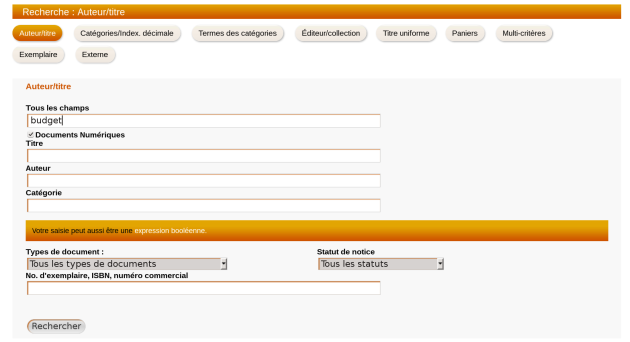 Recherche : Auteur/titre
Auteur/titre Catégories/Index. décimale Termes des catégories Éditeur/collection Titre uniforme Paniers Multi-critères
Exemplaire Externe
Auteur/titre
Tous les champs
budget
Documents Numériques
Titre
Auteur
Catégorie
Votre saisie peut aussi être une expression booléenne.
Types de document : Statut de notice
Tous les types de documents Tous les statuts
No. d'exemplaire, ISBN, numéro commercial
Rechercher